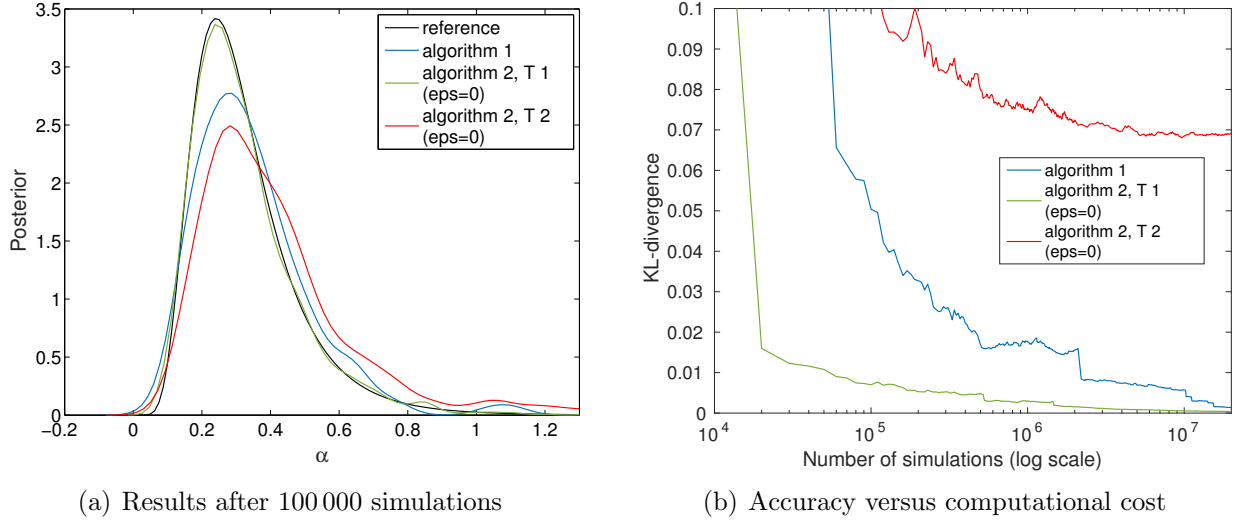 reference
algorithm 1
algorithm 2, T 1
(eps=0)
algorithm 2, T 2
(eps=0)
Posterior
3.5
3
2.5
2
1.5
1
0.5
0
−0.2
0
0.2
0.4
0.6
0.8
1
1.2
α
(a) Results after 100 000 simulations
KL-divergence
0.1
0.09
0.08
0.07
0.06
0.05
0.04
0.03
0.02
0.01
0
algorithm 1
algorithm 2, T 1
(eps=0)
algorithm 2, T 2
(eps=0)
10^4
10^5
10^6
10^7
Number of simulations (log scale)
(b) Accuracy versus computational cost